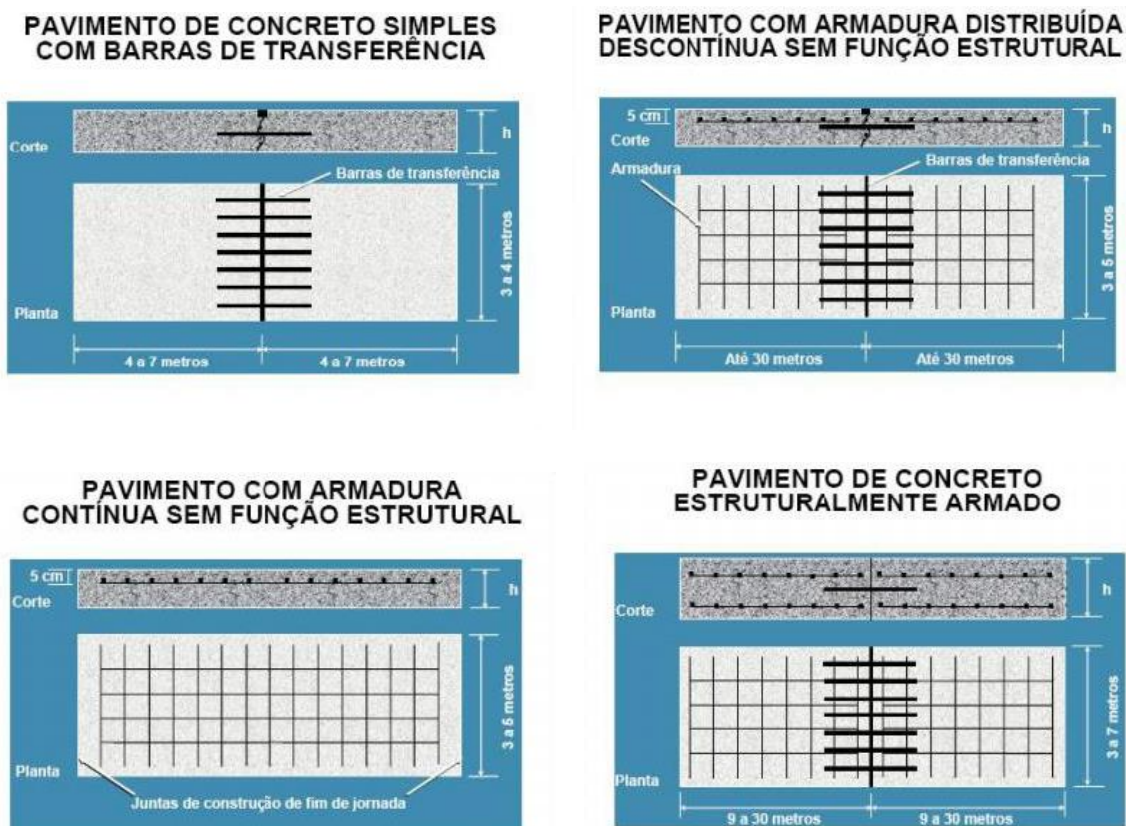 PAVIMENTO DE CONCRETO SIMPLES
COM BARRAS DE TRANSFERÊNCIA
Corte
h
Barras de transferência
Planta
3 a 4 metros
4 a 7 metros
4 a 7 metros
PAVIMENTO COM ARMADURA DISTRIBUÍDA
DESCONTÍNUA SEM FUNÇÃO ESTRUTURAL
5 cm
Corte
h
Armadura
Barras de transferência
Planta
3 a 5 metros
Até 30 metros
Até 30 metros
PAVIMENTO COM ARMADURA
CONTÍNUA SEM FUNÇÃO ESTRUTURAL
5 cm
Corte
h
Planta
3 a 6 metros
Juntas de construção de fim de jornada
PAVIMENTO DE CONCRETO
ESTRUTURALMENTE ARMADO
Corte
h
Planta
3 a 7 metros
9 a 30 metros
9 a 30 metros